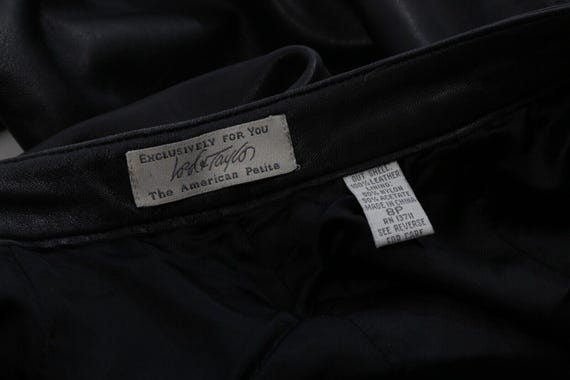 EXCLUSIVELY FOR YOU
Lord & Taylor
The American Petite
OUT SHELL
100% LEATHER
LINING:
50% NYLON
50% ACETATE
MADE IN CHINA
8P
RN 13711
SEE REVERSE
FOR CARE